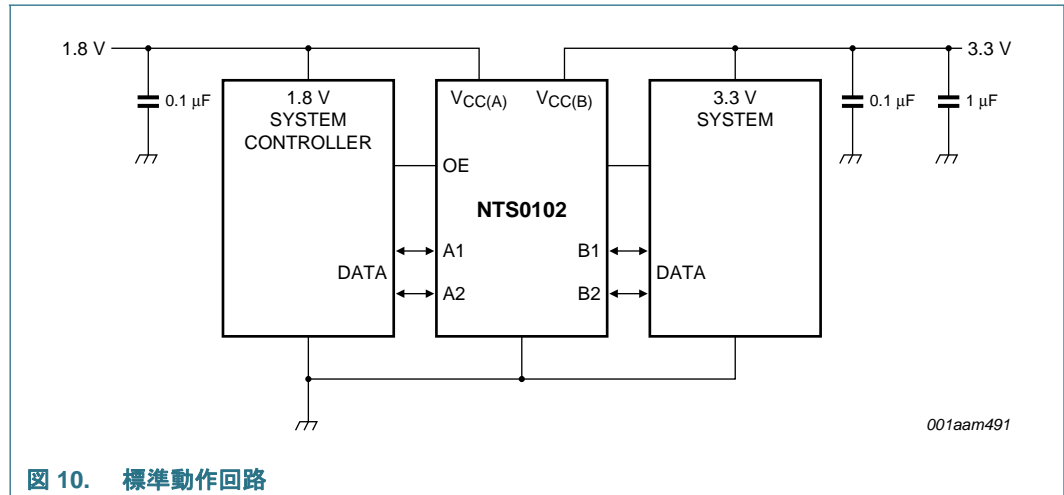 1.8 V
3.3 V
0.1 μF
1.8 V
SYSTEM
CONTROLLER
DATA
VCC(A)
VCC(B)
OE
NTS0102
A1
B1
A2
B2
3.3 V
SYSTEM
DATA
0.1 μF
1 μF
001aam491
図 10. 標準動作回路